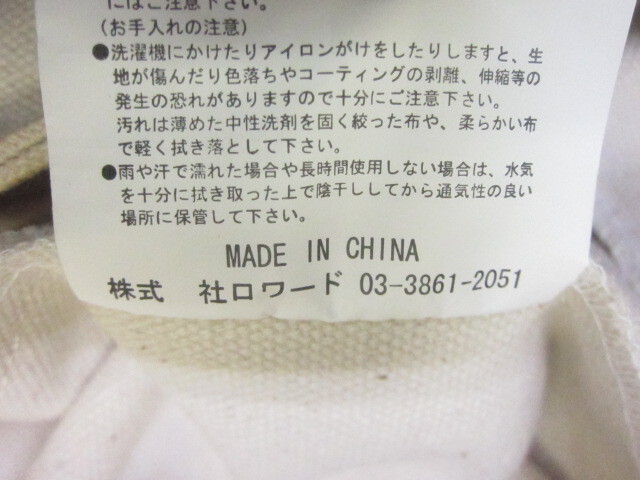 にはご注意下さい。
(お手入れの注意)
●洗濯機にかけたりアイロンがけをしたりしますと、生
地が傷んだり色落ちやコーティングの剥離、伸縮等の
発生の恐れがありますので十分にご注意下さい。
汚れは薄めた中性洗剤を固く絞った布や、柔らかい布
で軽く拭き落として下さい。
●雨や汗で濡れた場合や長時間使用しない場合は、水気
を十分に拭き取った上で陰干ししてから通気性の良い
場所に保管して下さい。
MADE IN CHINA
株式 社ロワード 03-3861-2051